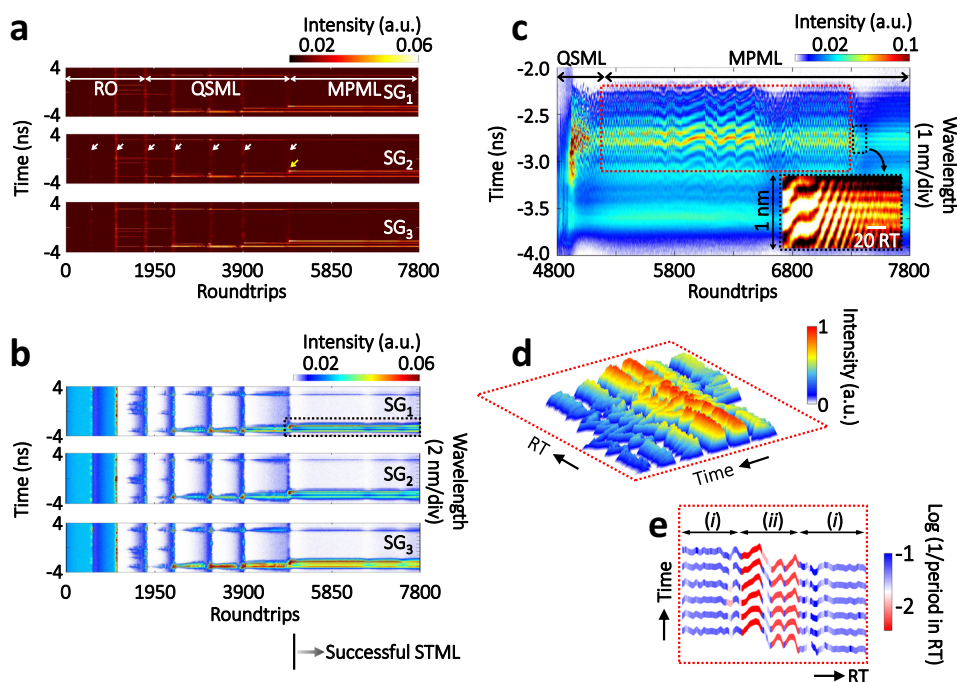 a
Intensity (a.u.)
0.02 0.06
4
-4
4
-4
4
-4
RO QSML MPML
SG1
SG2
SG3
Time (ns)
0 1950 3900 5850 7800
Roundtrips
b
Intensity (a.u.)
0.02 0.06
4
-4
4
-4
4
-4
SG1
SG2
SG3
Time (ns)
Wavelength
(2 nm/div)
0 1950 3900 5850 7800
Roundtrips
Successful STML
c
Intensity (a.u.)
0.02 0.1
QSML MPML
-2.0
-2.5
-3.0
-3.5
-4.0
Time (ns)
Wavelength
(1 nm/div)
1 nm
20 RT
4800 5800 6800 7800
Roundtrips
d
1
0
Intensity (a.u.)
RT
Time
e
(i) (ii) (i)
Time
RT
-1
-2
Log (1/period in RT)